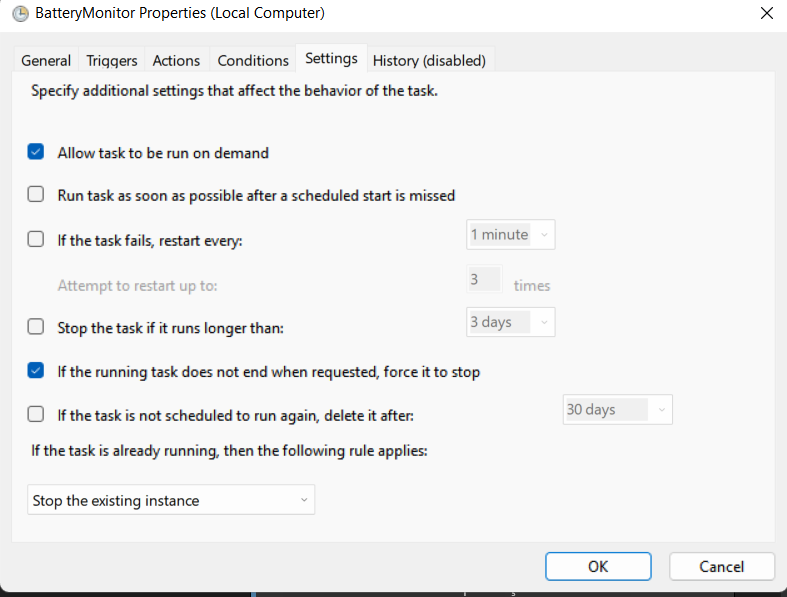 BatteryMonitor Properties (Local Computer)
General Triggers Actions Conditions Settings History (disabled)
Specify additional settings that affect the behavior of the task.
Allow task to be run on demand
Run task as soon as possible after a scheduled start is missed
If the task fails, restart every: 1 minute
Attempt to restart up to: 3 times
Stop the task if it runs longer than: 3 days
If the running task does not end when requested, force it to stop
If the task is not scheduled to run again, delete it after: 30 days
If the task is already running, then the following rule applies:
Stop the existing instance
OK Cancel